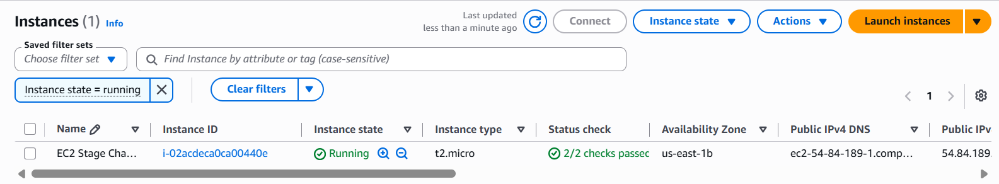 Instances (1) Info
Last updated
less than a minute ago
Connect
Instance state
Actions
Launch instances
Saved filter sets
Choose filter set
Find Instance by attribute or tag (case-sensitive)
Instance state = running
Clear filters
1
Name Instance ID Instance state Instance type Status check Availability Zone Public IPv4 DNS Public IPv
EC2 Stage Cha... i-02acdeca0ca00440e Running t2.micro 2/2 checks passed us-east-1b ec2-54-84-189-1.comp... 54.84.189.